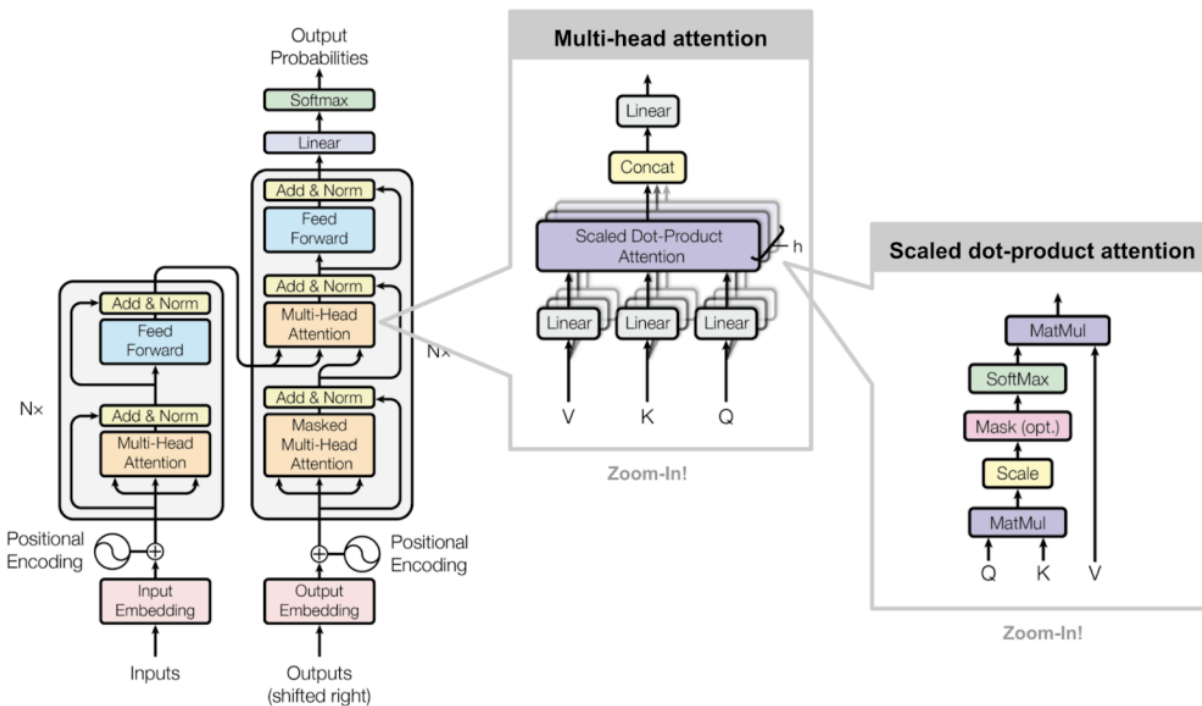 Output
Probabilities
Softmax
Linear
Add & Norm
Feed
Forward
Add & Norm
Multi-Head
Attention
Add & Norm
Masked
Multi-Head
Attention
N×
Positional
Encoding
Output
Embedding
Outputs
(shifted right)
Add & Norm
Feed
Forward
N×
Add & Norm
Multi-Head
Attention
Positional
Encoding
Input
Embedding
Inputs
Multi-head attention
Linear
Concat
Scaled Dot-Product
Attention
h
Linear Linear Linear
V K Q
Zoom-In!
Scaled dot-product attention
MatMul
SoftMax
Mask (opt.)
Scale
MatMul
Q K V
Zoom-In!